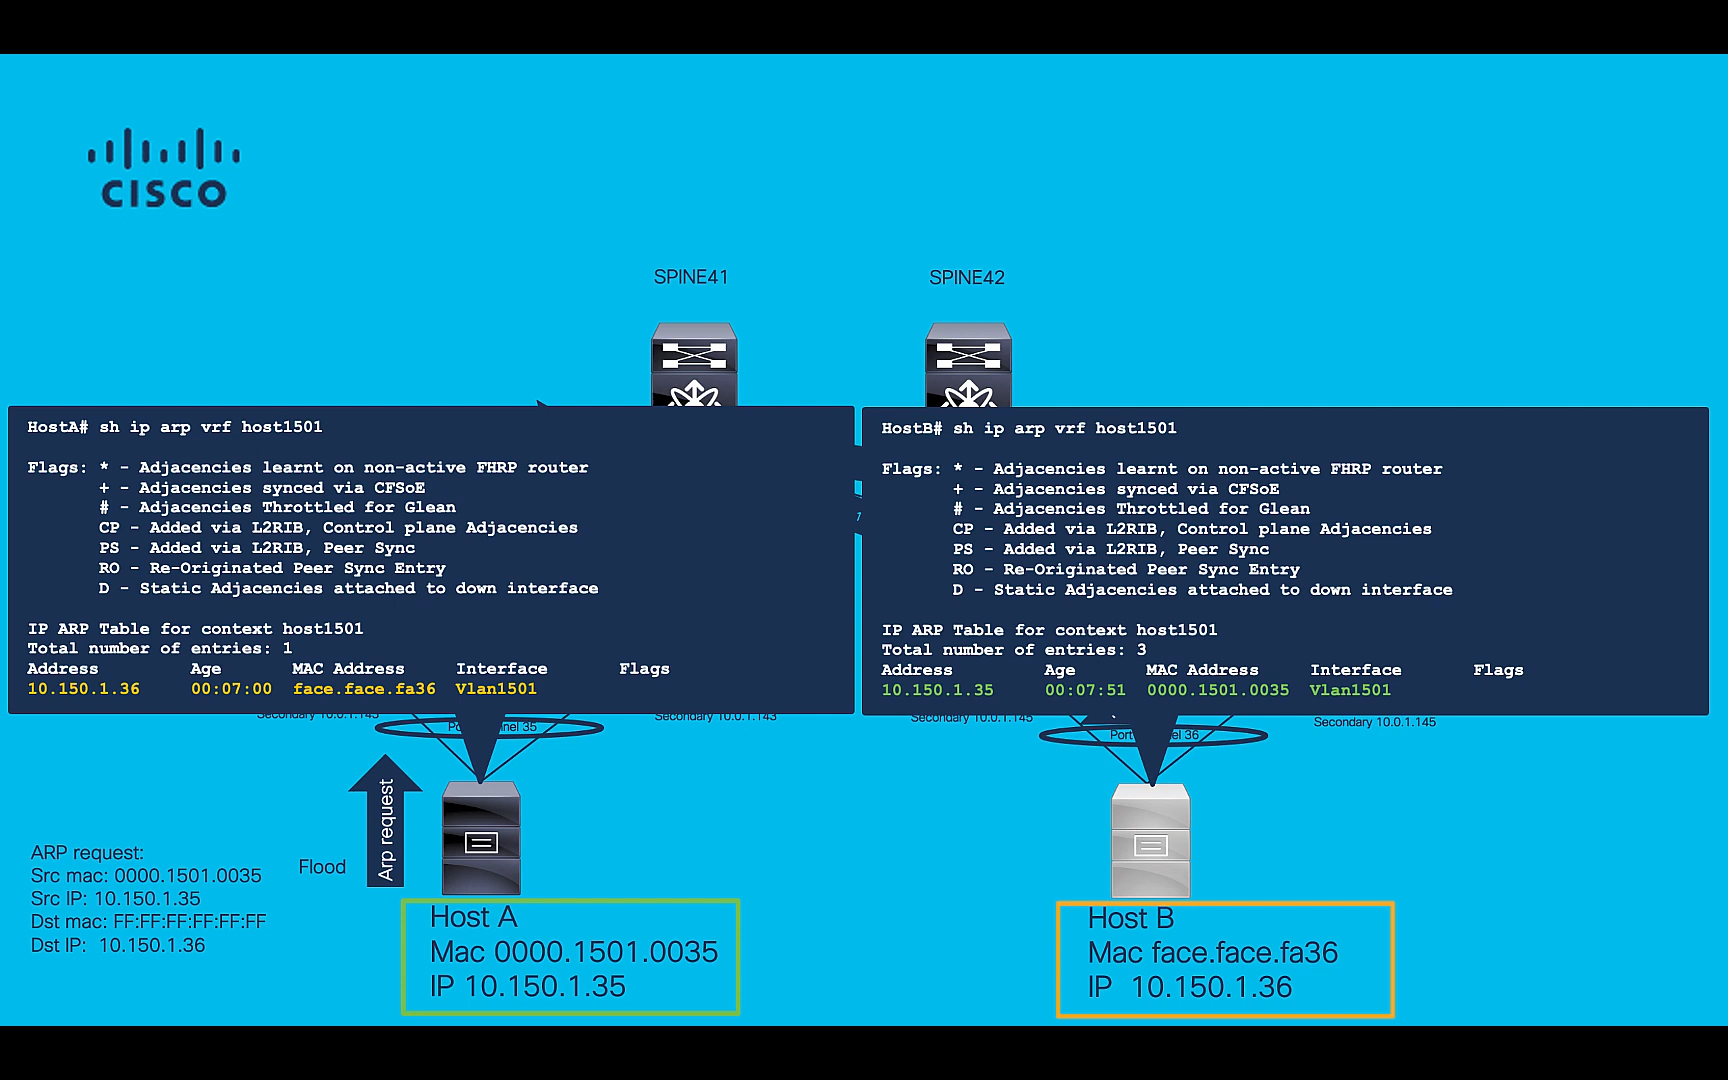 CISCO
SPINE41
SPINE42
HostA# sh ip arp vrf host1501
Flags: * - Adjacencies learnt on non-active FHRP router
+ - Adjacencies synced via CFSoE
# - Adjacencies Throttled for Glean
CP - Added via L2RIB, Control plane Adjacencies
PS - Added via L2RIB, Peer Sync
RO - Re-Originated Peer Sync Entry
D - Static Adjacencies attached to down interface
IP ARP Table for context host1501
Total number of entries: 1
Address Age MAC Address Interface Flags
10.150.1.36 00:07:00 face.face.fa36 Vlan1501
HostB# sh ip arp vrf host1501
Flags: * - Adjacencies learnt on non-active FHRP router
+ - Adjacencies synced via CFSoE
# - Adjacencies Throttled for Glean
CP - Added via L2RIB, Control plane Adjacencies
PS - Added via L2RIB, Peer Sync
RO - Re-Originated Peer Sync Entry
D - Static Adjacencies attached to down interface
IP ARP Table for context host1501
Total number of entries: 3
Address Age MAC Address Interface Flags
10.150.1.35 00:07:51 0000.1501.0035 Vlan1501
Secondary 10.0.1.143
Secondary 10.0.1.143
Secondary 10.0.1.145
Secondary 10.0.1.145
35
36
Arp request
Flood
ARP request:
Src mac: 0000.1501.0035
Src IP: 10.150.1.35
Dst mac: FF:FF:FF:FF:FF:FF
Dst IP: 10.150.1.36
Host A
Mac 0000.1501.0035
IP 10.150.1.35
Host B
Mac face.face.fa36
IP 10.150.1.36